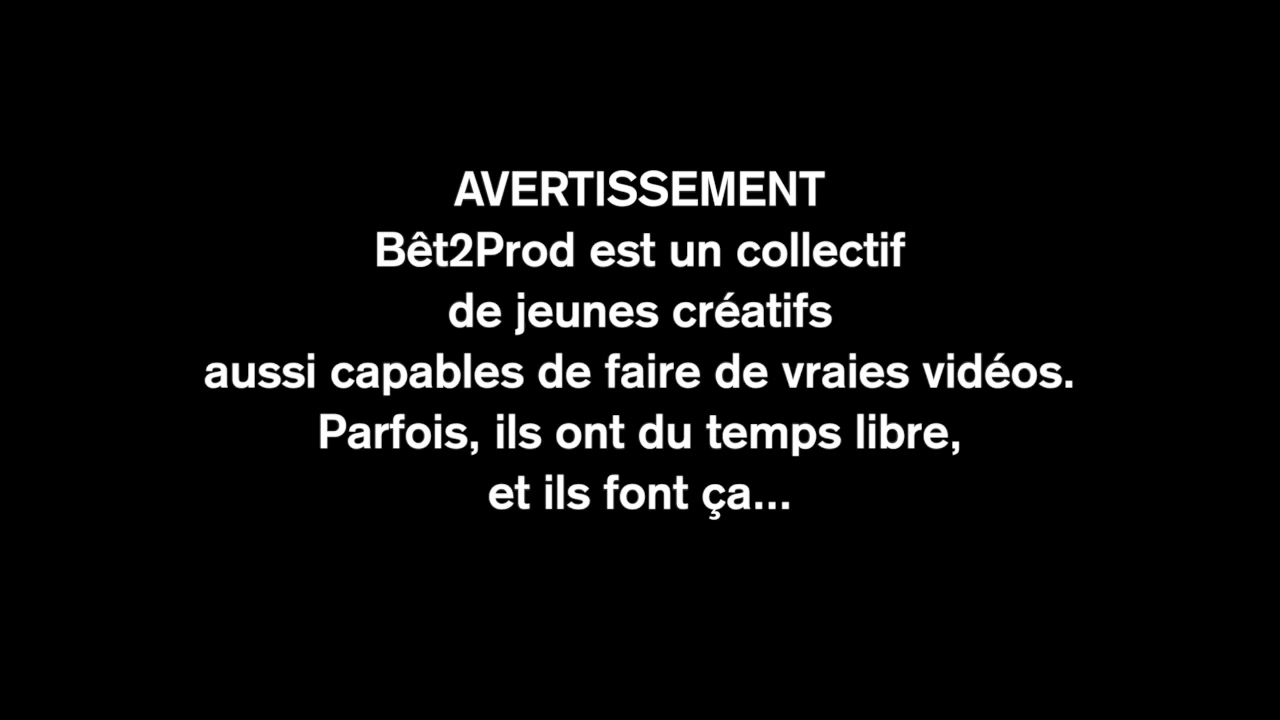 AVERTISSEMENT
Bêt2Prod est un collectif
de jeunes créatifs
aussi capables de faire de vraies vidéos.
Parfois, ils ont du temps libre,
et ils font ça...